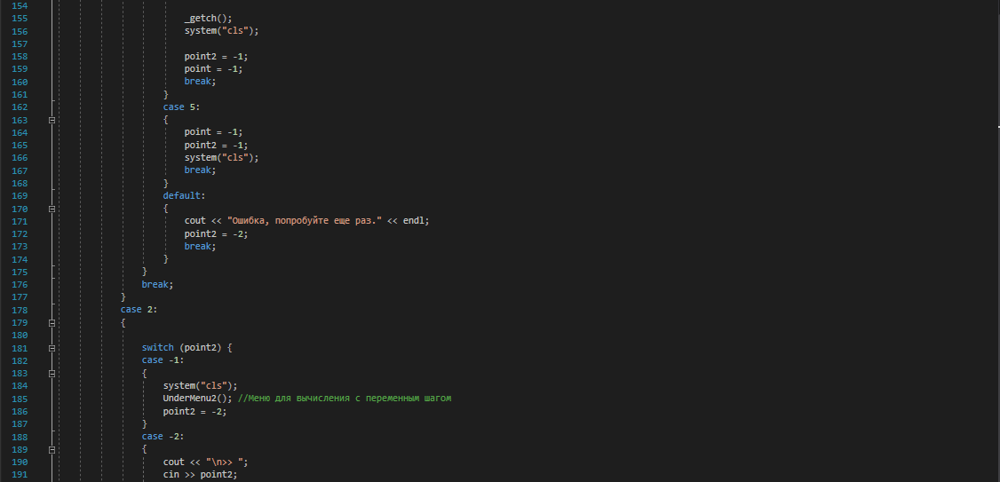 154
155 _getch();
156 system("cls");
157
158 point2 = -1;
159 point = -1;
160 break;
161 }
162 case 5:
163 {
164 point = -1;
165 point2 = -1;
166 system("cls");
167 break;
168 }
169 default:
170 {
171 cout << "Ошибка, попробуйте еще раз." << endl;
172 point2 = -2;
173 break;
174 }
175 }
176 break;
177 }
178 case 2:
179 {
180
181 switch (point2) {
182 case -1:
183 {
184 system("cls");
185 UnderMenu2(); //Меню для вычисления с переменным шагом
186 point2 = -2;
187 }
188 case -2:
189 {
190 cout << "\n>> ";
191 cin >> point2;